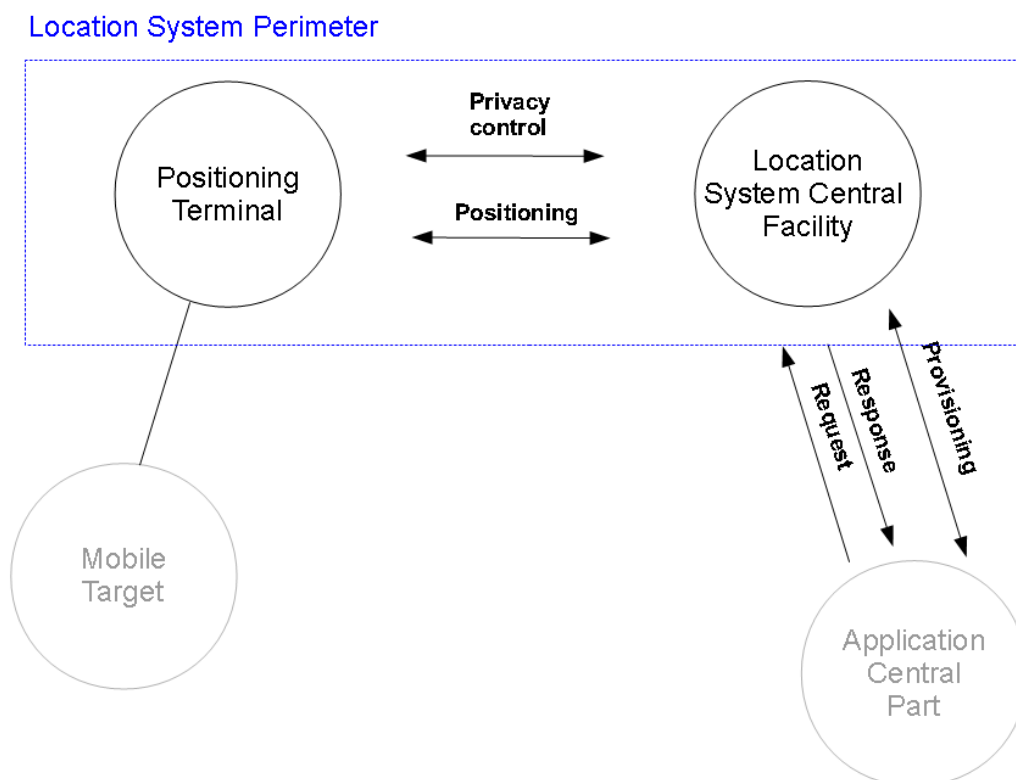 Location System Perimeter
Privacy
control
Positioning
Terminal
Location
System Central
Facility
Positioning
Request
Response
Provisioning
Mobile
Target
Application
Central
Part